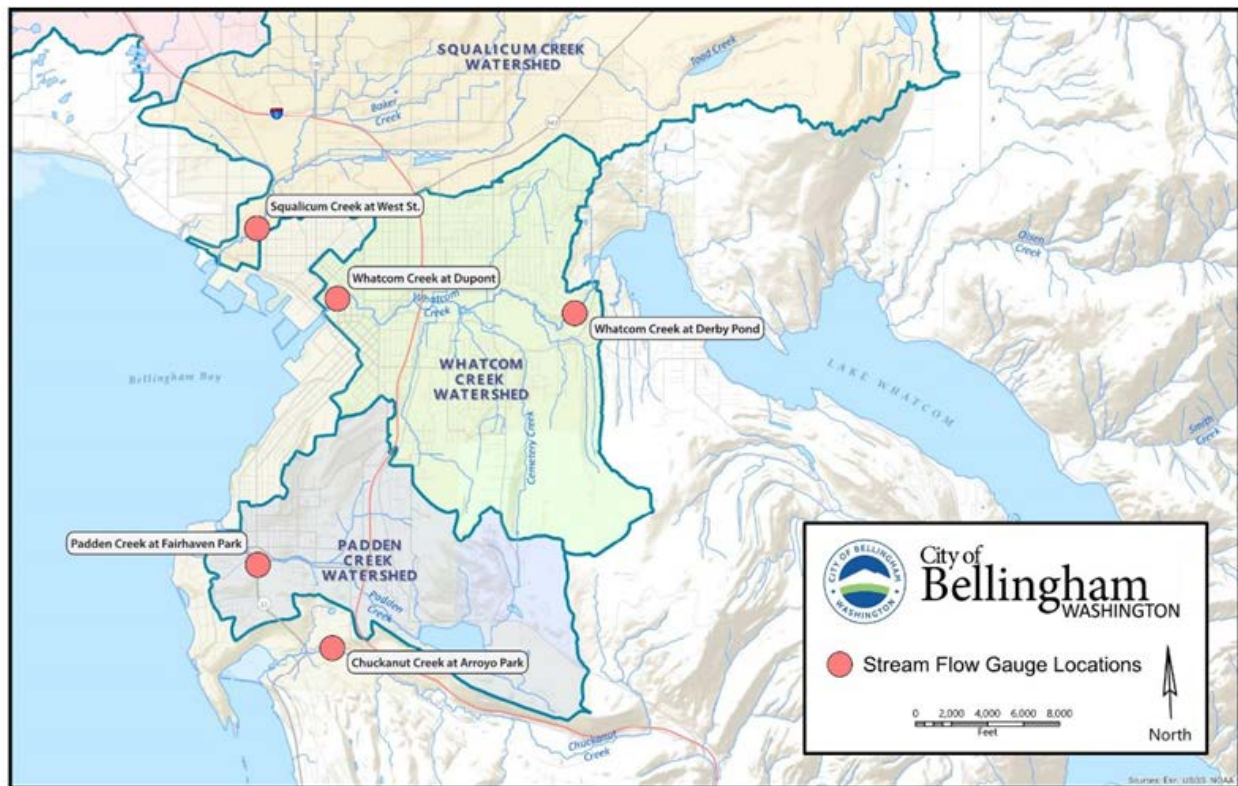 SQUALICUM CREEK
WATERSHED
Toad Creek
Baker
Creek
5
Squalicum Creek at West St.
Olsen
Creek
Whatcom Creek at Dupont
Whatcom
Creek
Whatcom Creek at Derby Pond
Bellingham Bay
WHATCOM
CREEK
WATERSHED
LAKE WHATCOM
Cemetery Creek
Smith
Creek
Padden Creek at Fairhaven Park
PADDEN
CREEK
WATERSHED
Padden
Creek
Chuckanut Creek at Arroyo Park
Chuckanut
Creek
CITY OF BELLINGHAM
WASHINGTON
City of
Bellingham
WASHINGTON
Stream Flow Gauge Locations
0 2,000 4,000 6,000 8,000
Feet
North
Sources: Esri, USGS, NOAA